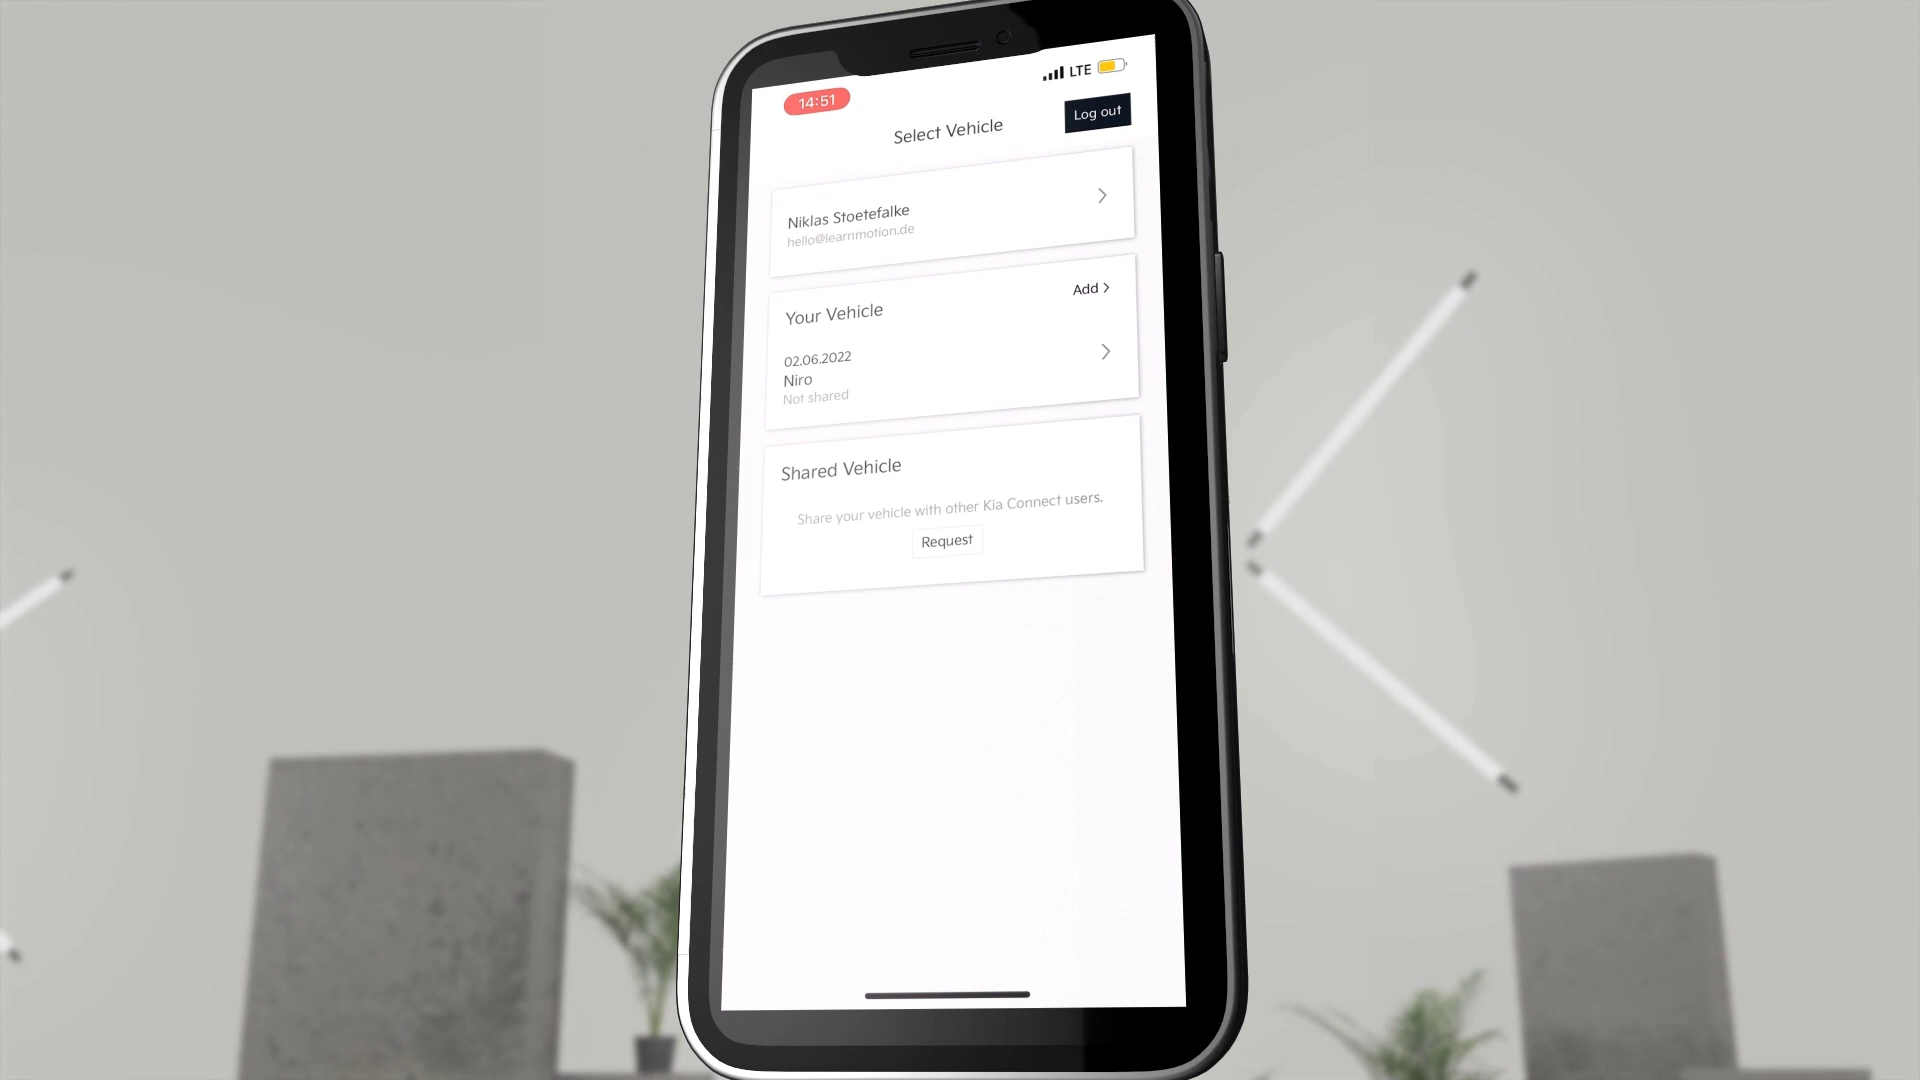 14:51
LTE
Select Vehicle
Log out
Niklas Stoetefalke
hello@learnmotion.de
Your Vehicle
Add >
02.06.2022
Niro
Not shared
Shared Vehicle
Share your vehicle with other Kia Connect users.
Request